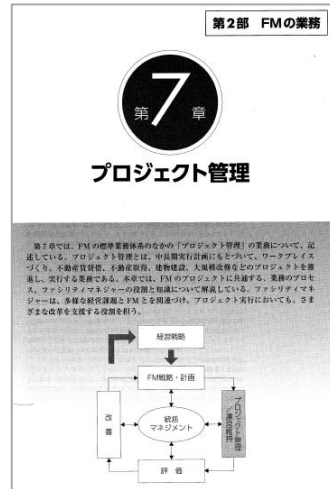 第2部 FMの業務
第7章
プロジェクト管理
第7章では、FMの標準業務体系のなかの「プロジェクト管理」の業務について、記
述している。プロジェクト管理とは、中長期実行計画にもとづいて、ワークプレイス
づくり、不動産賃貸借、不動産取得、建物建設、大規模改修などのプロジェクトを推
進し、実行する業務である。本章では、FMのプロジェクトに共通する、業務のプロセ
ス、ファシリティマネジャーの役割と知識について解説している。ファシリティマネ
ジャーは、多様な経営課題とFMとを関連づけ、プロジェクト実行においても、さま
ざまな改革を支援する役割を担う。
経営戦略
FM戦略・計画
改善
統括
マネジメント
プロジェクト管理
/運営維持
評価